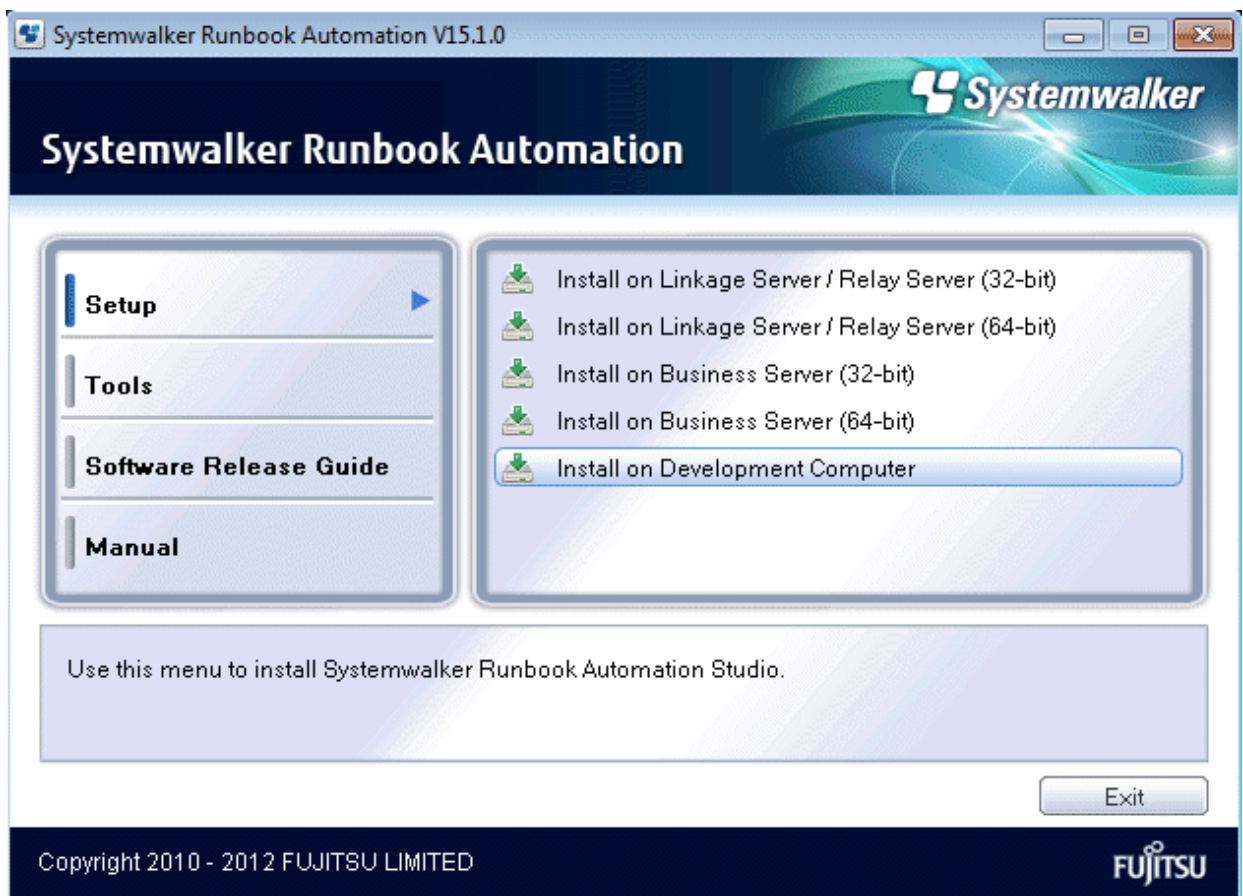 Systemwalker Runbook Automation V15.1.0
Systemwalker
Systemwalker Runbook Automation
Setup
Tools
Software Release Guide
Manual
Install on Linkage Server / Relay Server (32-bit)
Install on Linkage Server / Relay Server (64-bit)
Install on Business Server (32-bit)
Install on Business Server (64-bit)
Install on Development Computer
Use this menu to install Systemwalker Runbook Automation Studio.
Exit
Copyright 2010 - 2012 FUJITSU LIMITED
FUJITSU